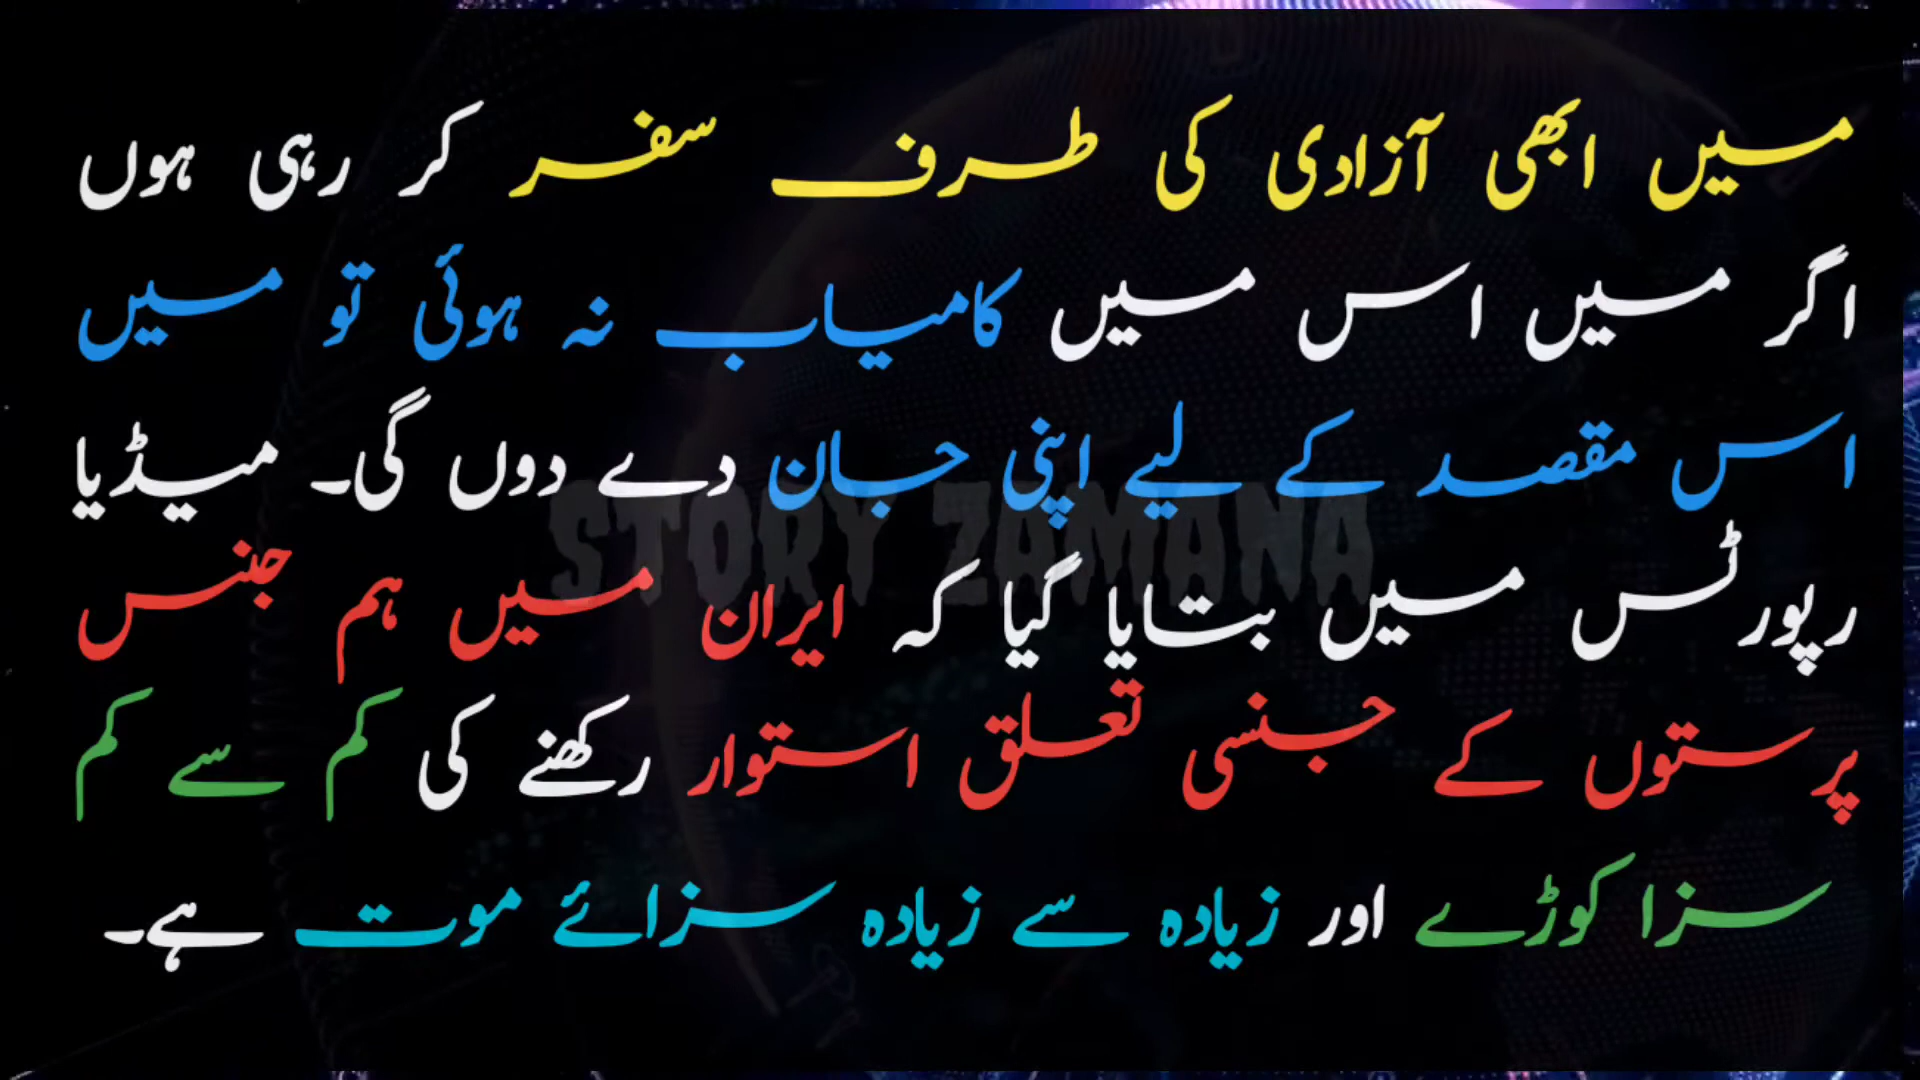 میں ابھی آزادی کی طرف سفر کر رہی ہوں
اگر میں اس میں کامیاب نہ ہوئی تو میں
اس مقصد کے لیے اپنی جان دے دوں گی۔ میڈیا
رپورٹس میں بتایا گیا کہ ایران میں ہم جنس
پرستوں کے جنسی تعلق استوار رکھنے کی کم سے کم
سزا کوڑے اور زیادہ سے زیادہ سزائے موت ہے۔
STORY ZAMANA